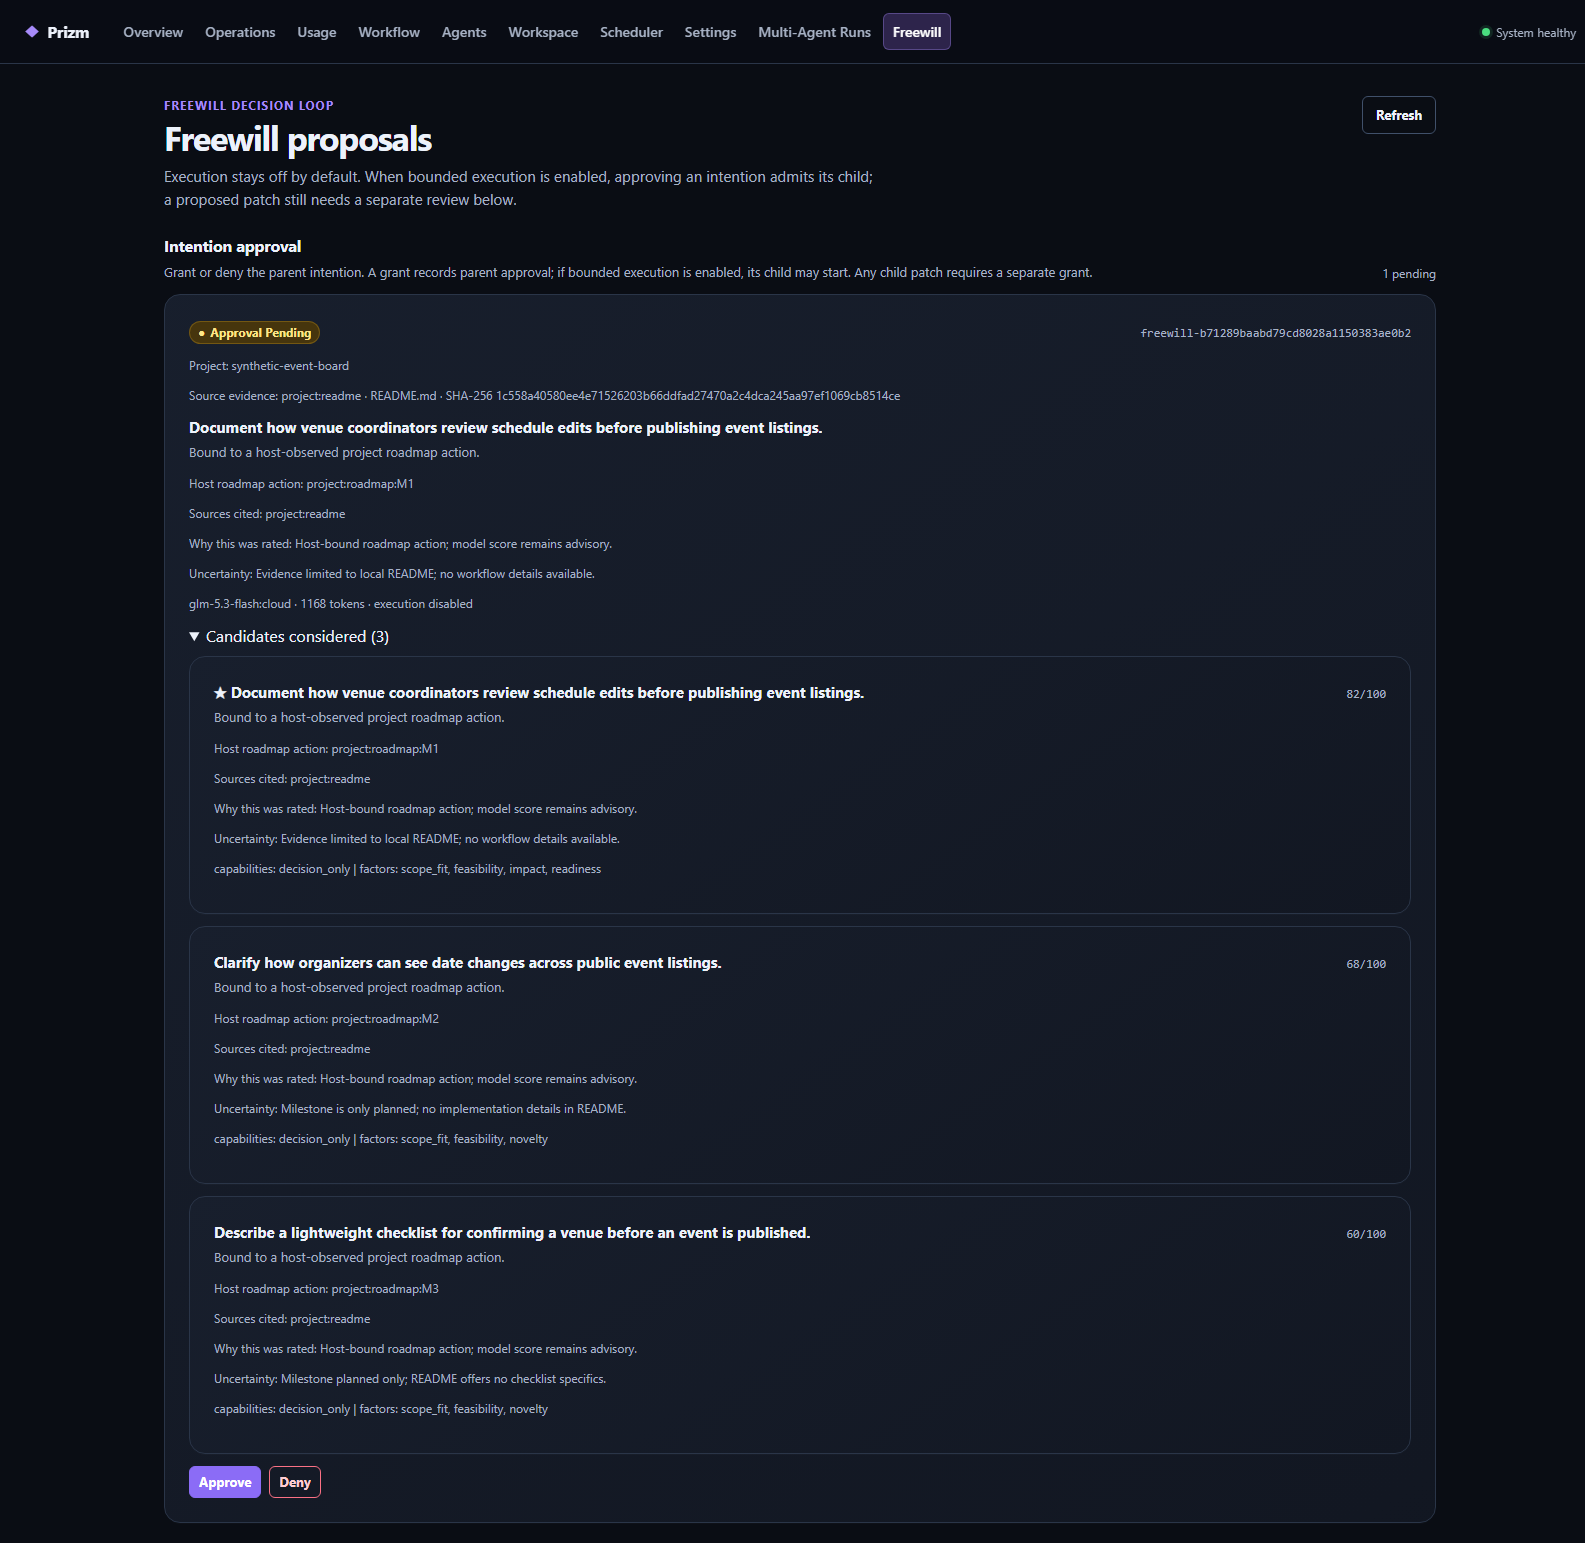 Prizm
Overview
Operations
Usage
Workflow
Agents
Workspace
Scheduler
Settings
Multi-Agent Runs
Freewill
System healthy
FREEWILL DECISION LOOP
Freewill proposals
Refresh
Execution stays off by default. When bounded execution is enabled, approving an intention admits its child;
a proposed patch still needs a separate review below.
Intention approval
Grant or deny the parent intention. A grant records parent approval; if bounded execution is enabled, its child may start. Any child patch requires a separate grant.
1 pending
Approval Pending
freewill-b71289baabd79cd8028a1150383ae0b2
Project: synthetic-event-board
Source evidence: project:readme · README.md · SHA-256 1c558a40580ee4e71526203b66ddfad27470a2c4dca245aa97ef1069cb8514ce
Document how venue coordinators review schedule edits before publishing event listings.
Bound to a host-observed project roadmap action.
Host roadmap action: project:roadmap:M1
Sources cited: project:readme
Why this was rated: Host-bound roadmap action; model score remains advisory.
Uncertainty: Evidence limited to local README; no workflow details available.
glm-5.3-flash:cloud · 1168 tokens · execution disabled
▼ Candidates considered (3)
★ Document how venue coordinators review schedule edits before publishing event listings.
82/100
Bound to a host-observed project roadmap action.
Host roadmap action: project:roadmap:M1
Sources cited: project:readme
Why this was rated: Host-bound roadmap action; model score remains advisory.
Uncertainty: Evidence limited to local README; no workflow details available.
capabilities: decision_only | factors: scope_fit, feasibility, impact, readiness
Clarify how organizers can see date changes across public event listings.
68/100
Bound to a host-observed project roadmap action.
Host roadmap action: project:roadmap:M2
Sources cited: project:readme
Why this was rated: Host-bound roadmap action; model score remains advisory.
Uncertainty: Milestone is only planned; no implementation details in README.
capabilities: decision_only | factors: scope_fit, feasibility, novelty
Describe a lightweight checklist for confirming a venue before an event is published.
60/100
Bound to a host-observed project roadmap action.
Host roadmap action: project:roadmap:M3
Sources cited: project:readme
Why this was rated: Host-bound roadmap action; model score remains advisory.
Uncertainty: Milestone planned only; README offers no checklist specifics.
capabilities: decision_only | factors: scope_fit, feasibility, novelty
Approve
Deny